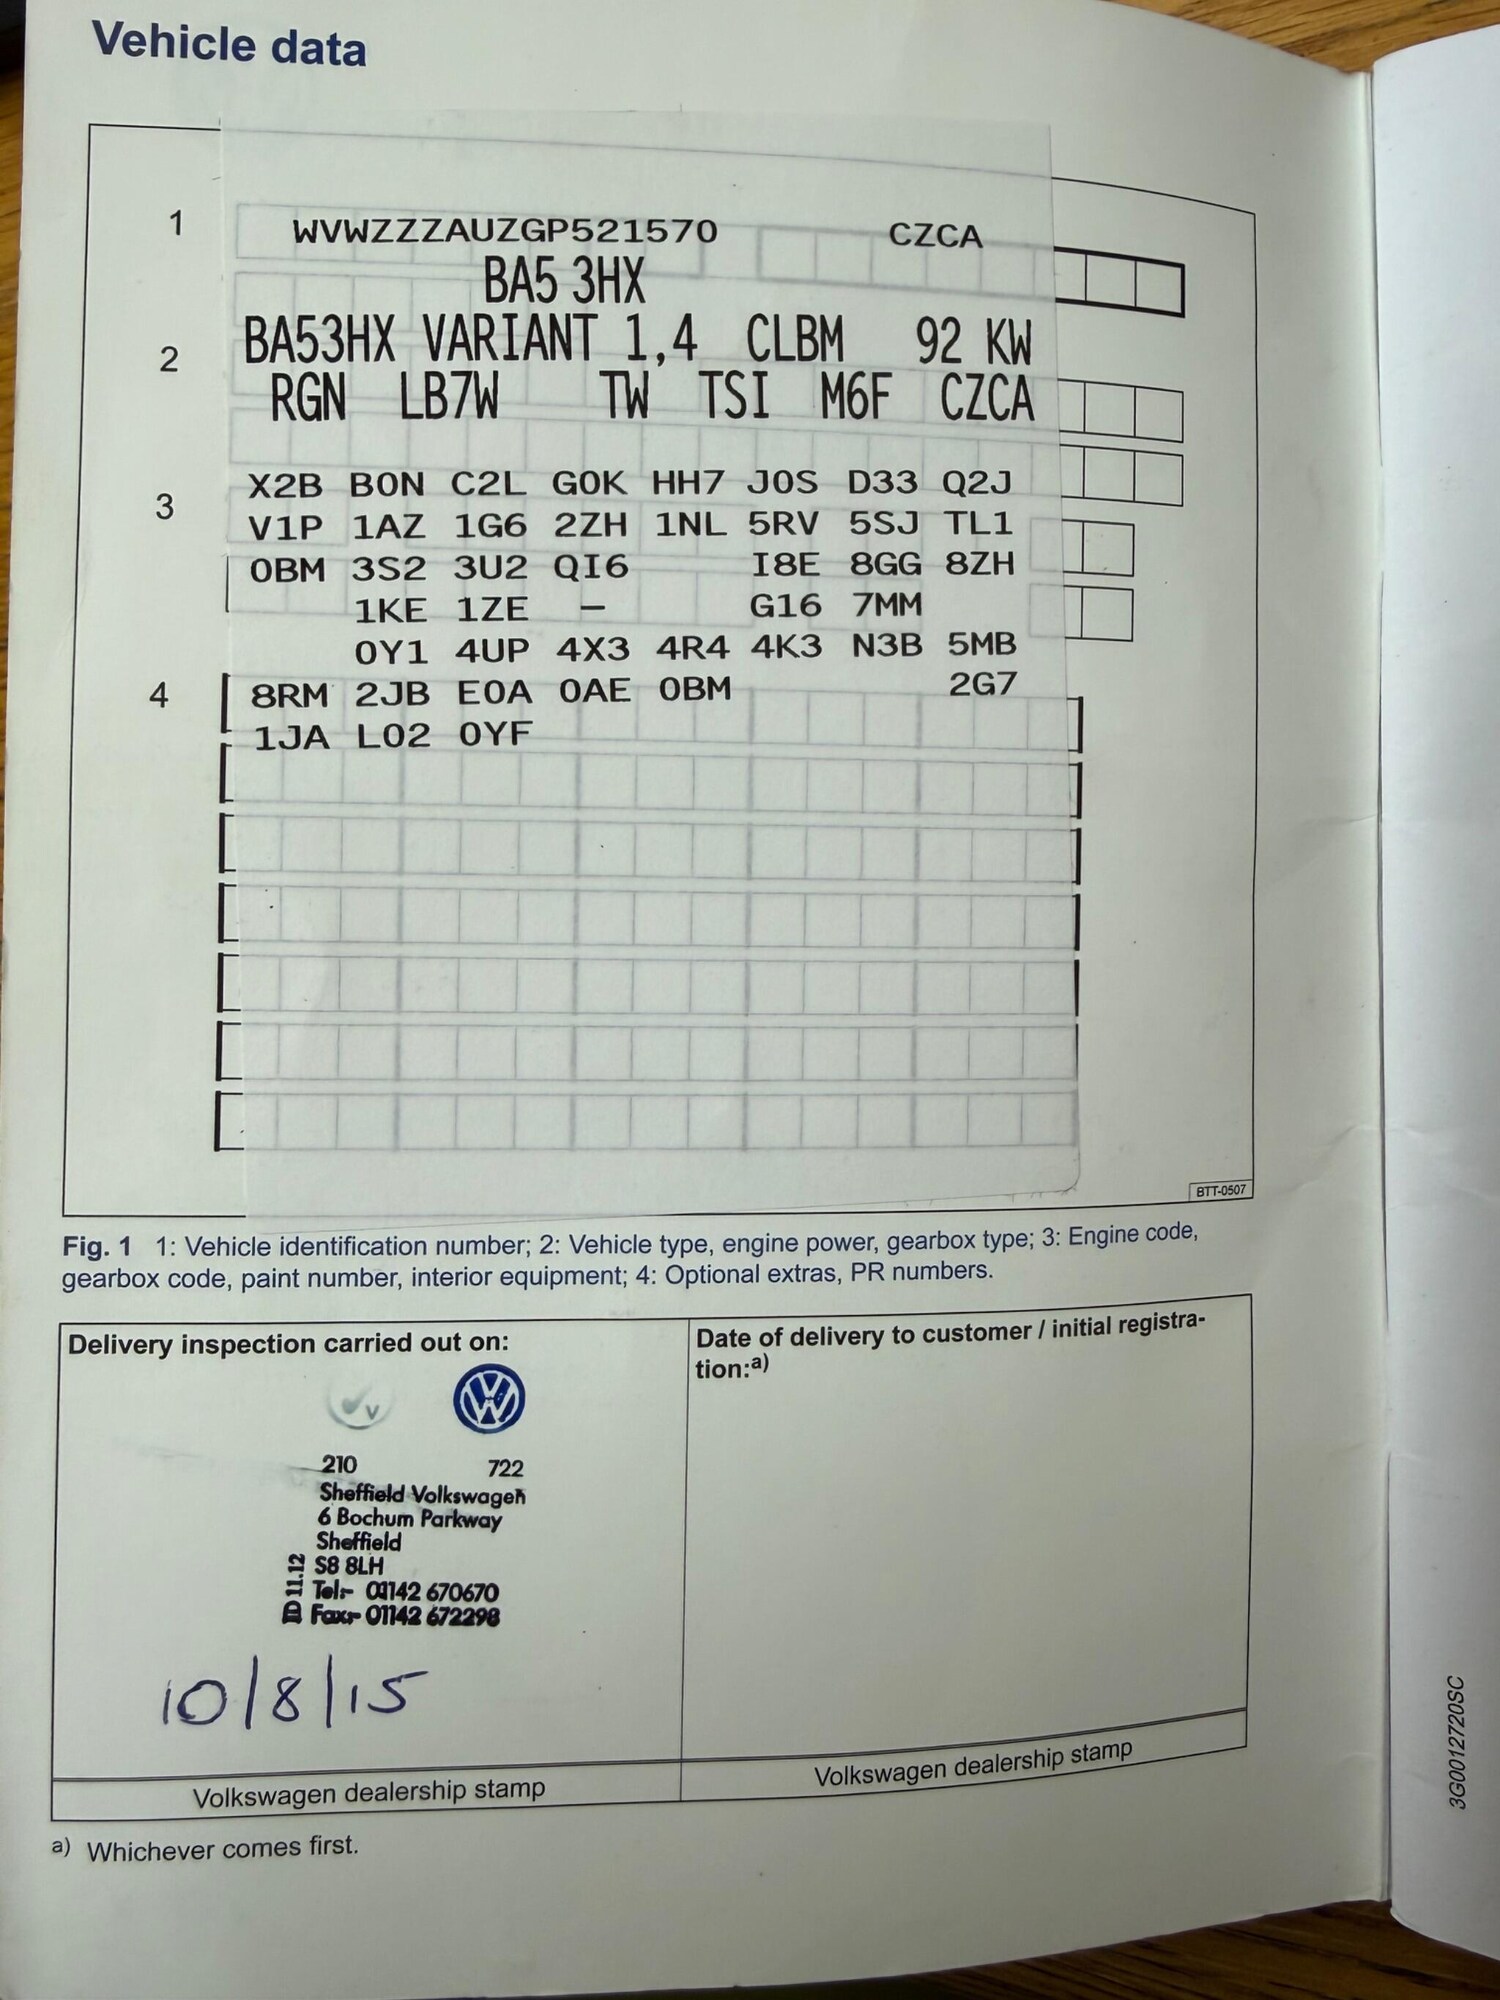 Vehicle data
1
WVWZZZAUZGP521570 CZCA
BA5 3HX
2
BA53HX VARIANT 1,4 CLBM 92 KW
RGN LB7W TW TSI M6F CZCA
3
X2B B0N C2L G0K HH7 J0S D33 Q2J
V1P 1AZ 1G6 2ZH 1NL 5RV 5SJ TL1
0BM 3S2 3U2 QI6 I8E 8GG 8ZH
1KE 1ZE – G16 7MM
0Y1 4UP 4X3 4R4 4K3 N3B 5MB
4
8RM 2JB E0A 0AE 0BM 2G7
1JA L02 0YF
BTT-0507
Fig. 1 1: Vehicle identification number; 2: Vehicle type, engine power, gearbox type; 3: Engine code,
gearbox code, paint number, interior equipment; 4: Optional extras, PR numbers.
Delivery inspection carried out on:
V
210 722
Sheffield Volkswagen
6 Bochum Parkway
Sheffield
S8 8LH
Tel:- 01142 670670
Fax:- 01142 672298
ID 11.12
10/8/15
Volkswagen dealership stamp
Date of delivery to customer / initial registra-
tion:a)
Volkswagen dealership stamp
a) Whichever comes first.
3G0012720SC